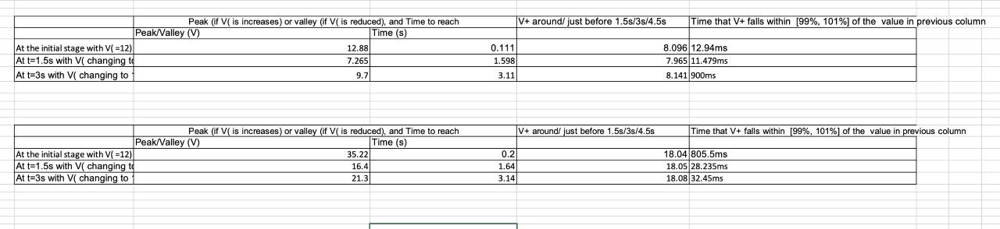 Peak (if V( is increases) or valley (if V( is reduced), and Time to reach V+ around/ just before 1.5s/3s/4.5s Time that V+ falls within [99%, 101%] of the value in previous column
Peak/Valley (V) Time (s)
At the initial stage with V( =12) 12.88 0.111 8.096 12.94ms
At t=1.5s with V( changing to 7.265 1.598 7.965 11.479ms
At t=3s with V( changing to 9.7 3.11 8.141 900ms
Peak (if V( is increases) or valley (if V( is reduced), and Time to reach V+ around/ just before 1.5s/3s/4.5s Time that V+ falls within [99%, 101%] of the value in previous column
Peak/Valley (V) Time (s)
At the initial stage with V( =12) 35.22 0.2 18.04 805.5ms
At t=1.5s with V( changing to 16.4 1.64 18.05 28.235ms
At t=3s with V( changing to 21.3 3.14 18.08 32.45ms